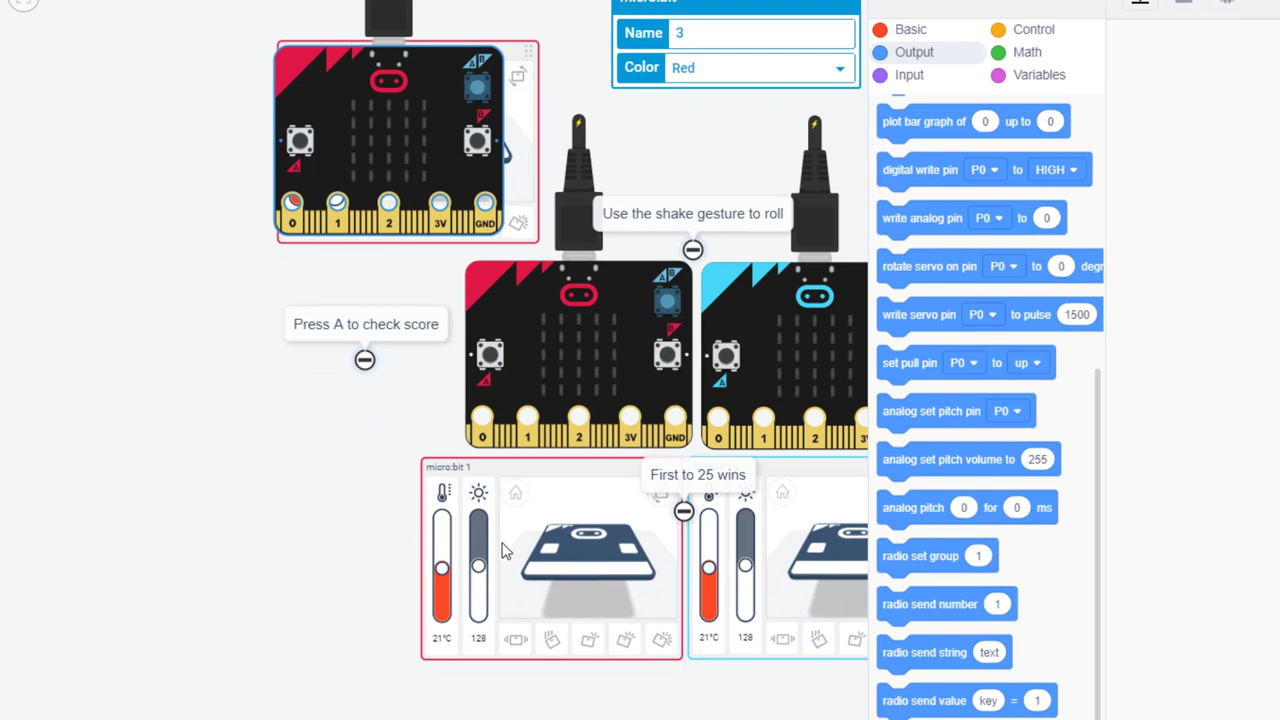 micro:bit
Name 3
Color Red
Basic
Control
Output
Math
Input
Variables
A B
B
A
0 1 2 3V GND
Use the shake gesture to roll
Press A to check score
A B
B
A
A
0 1 2 3V GND
0 1 2
First to 25 wins
micro:bit 1
21°C
128
21°C
128
plot bar graph of 0 up to 0
digital write pin P0 to HIGH
write analog pin P0 to 0
rotate servo on pin P0 to 0 degr
write servo pin P0 to pulse 1500
set pull pin P0 to up
analog set pitch pin P0
analog set pitch volume to 255
analog pitch 0 for 0 ms
radio set group 1
radio send number 1
radio send string text
radio send value key = 1